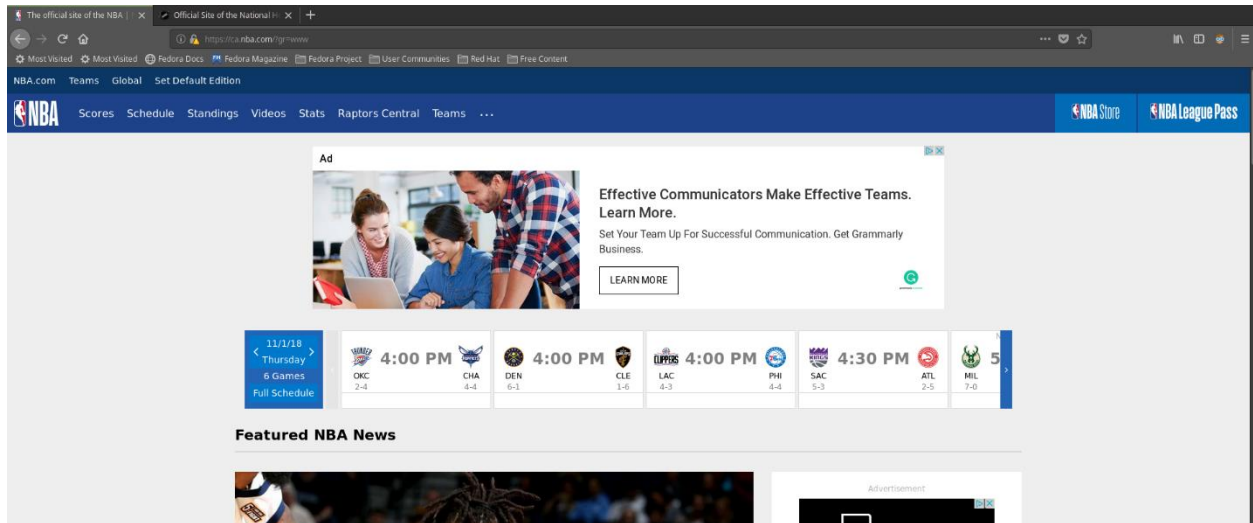 The official site of the NBA |
Official Site of the National H
https://ca.nba.com/?gr=www
Most Visited Most Visited Fedora Docs Fedora Magazine Fedora Project User Communities Red Hat Free Content
NBA.com Teams Global Set Default Edition
NBA Scores Schedule Standings Videos Stats Raptors Central Teams ... NBA Store NBA League Pass
Ad
Effective Communicators Make Effective Teams.
Learn More.
Set Your Team Up For Successful Communication. Get Grammarly
Business.
LEARN MORE
11/1/18
Thursday
6 Games
Full Schedule
THUNDER 4:00 PM
OKC CHA
2-4 4-4
4:00 PM
DEN CLE
6-1 1-6
CLIPPERS 4:00 PM
LAC PHI
4-3 4-4
4:30 PM
SAC ATL
5-3 2-5
5
MIL
7-0
Featured NBA News
Advertisement